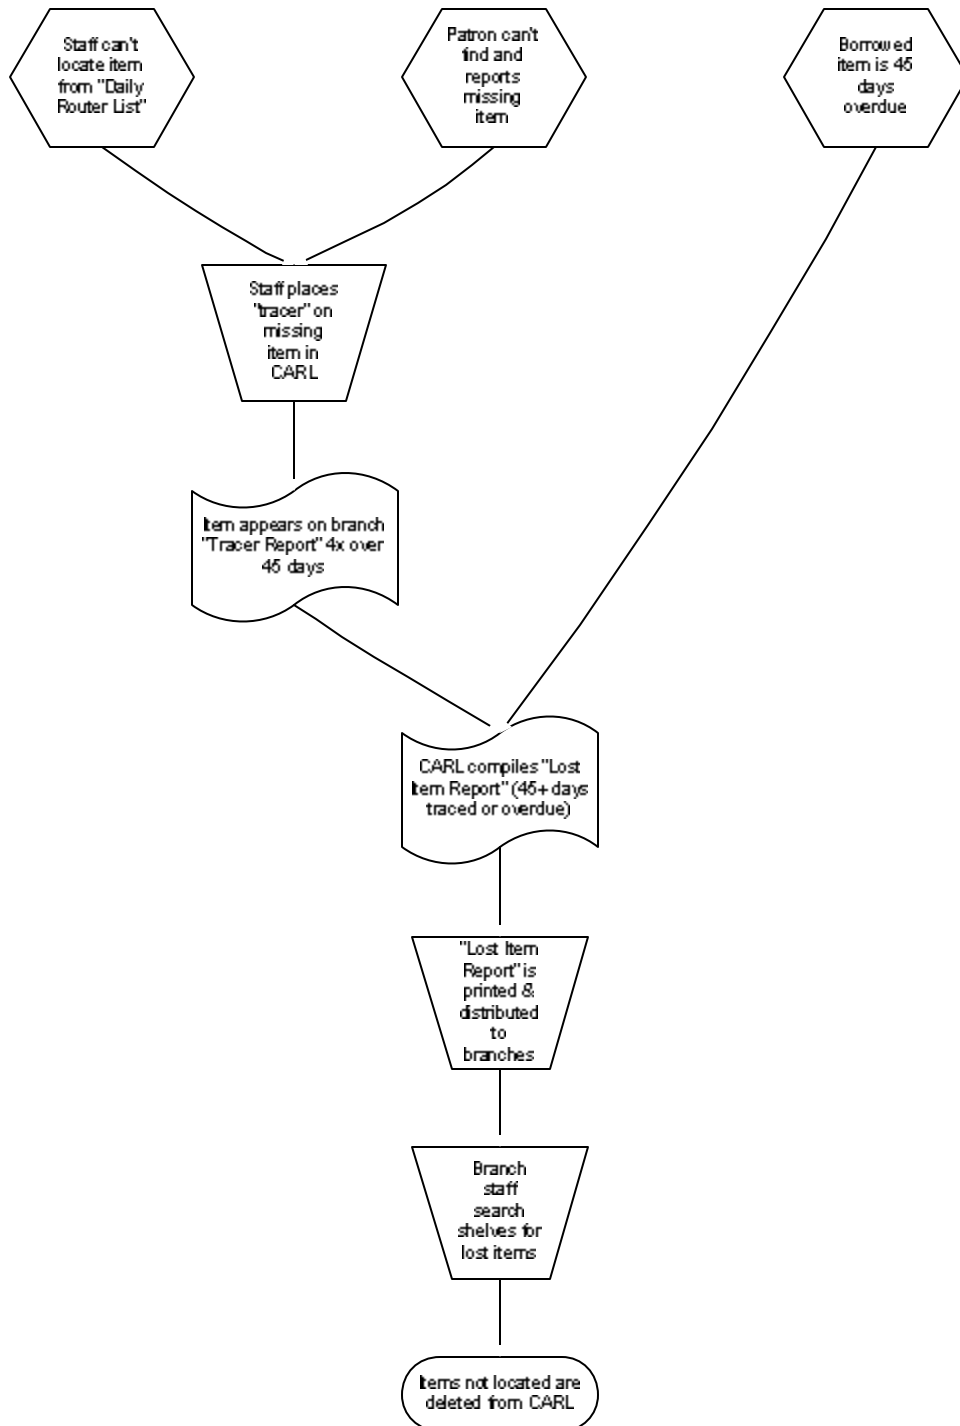 Staff can't
locate item
from "Daily
Router List"
Patron can't
find and
reports
missing
item
Borrowed
item is 45
days
overdue
Staff places
"tracer" on
missing
item in
CARL
Item appears on branch
"Tracer Report" 4x over
45 days
CARL compiles "Lost
Item Report" (45+ days
traced or overdue)
"Lost Item
Report" is
printed &
distributed
to
branches
Branch
staff
search
shelves for
lost items
Items not located are
deleted from CARL